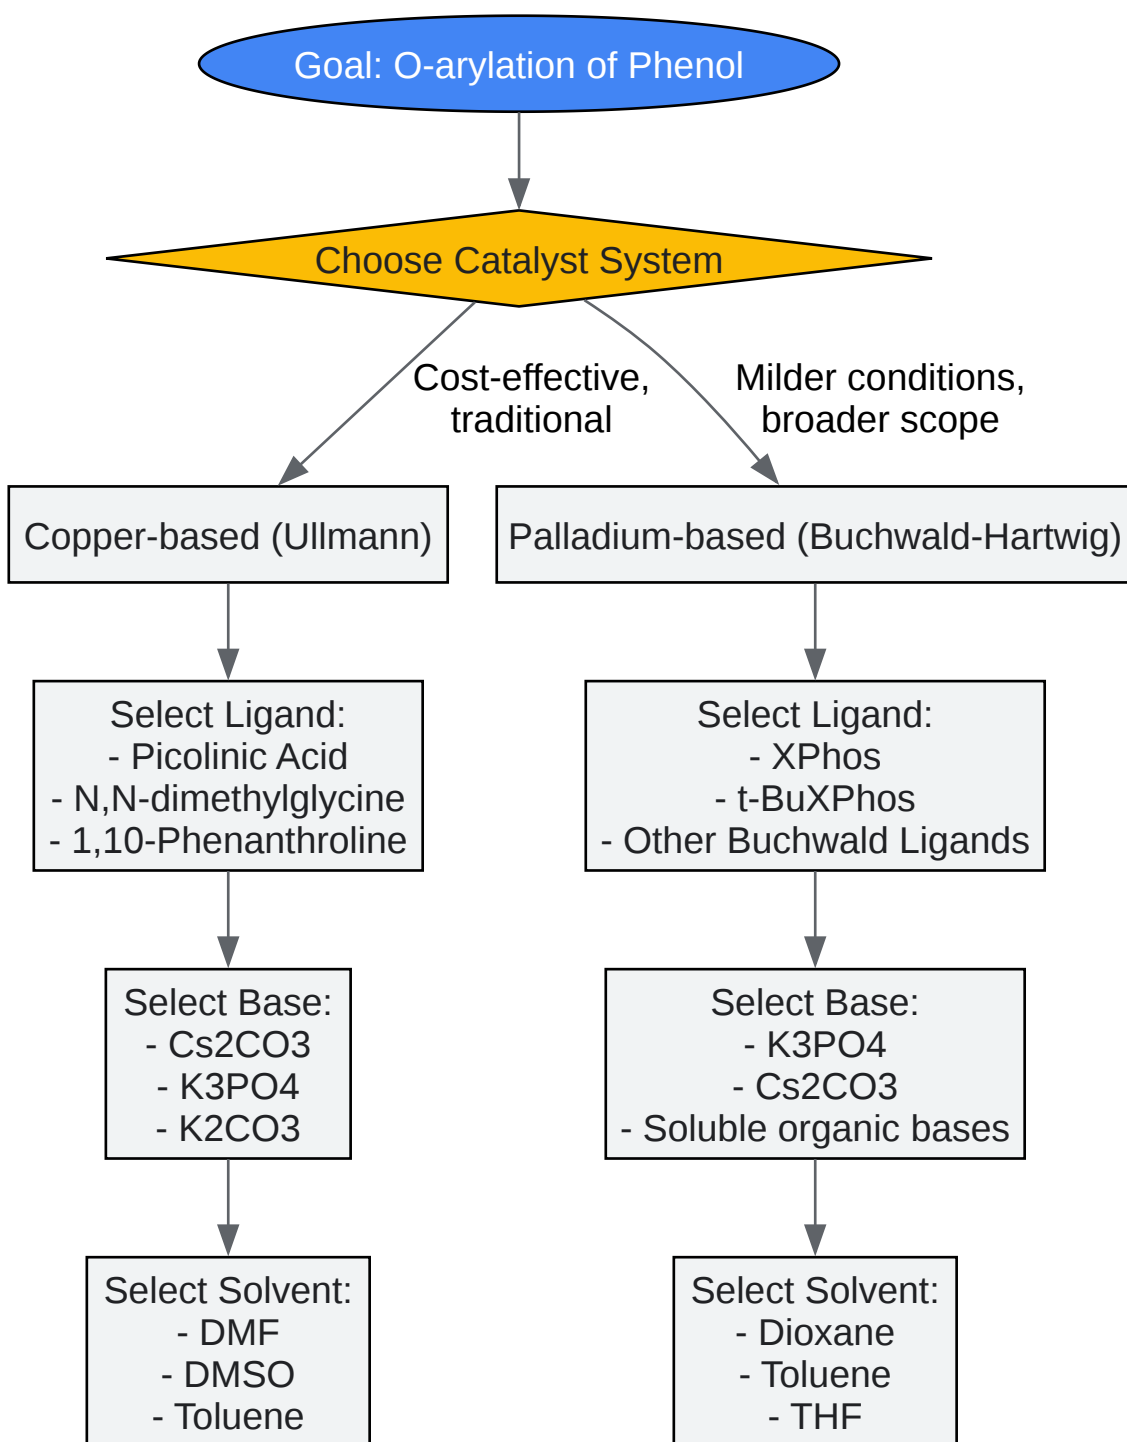 Goal: O-arylation of Phenol
Choose Catalyst System
Cost-effective,
traditional
Milder conditions,
broader scope
Copper-based (Ullmann)
Palladium-based (Buchwald-Hartwig)
Select Ligand:
- Picolinic Acid
- N,N-dimethylglycine
- 1,10-Phenanthroline
Select Ligand:
- XPhos
- t-BuXPhos
- Other Buchwald Ligands
Select Base:
- Cs2CO3
- K3PO4
- K2CO3
Select Base:
- K3PO4
- Cs2CO3
- Soluble organic bases
Select Solvent:
- DMF
- DMSO
- Toluene
Select Solvent:
- Dioxane
- Toluene
- THF